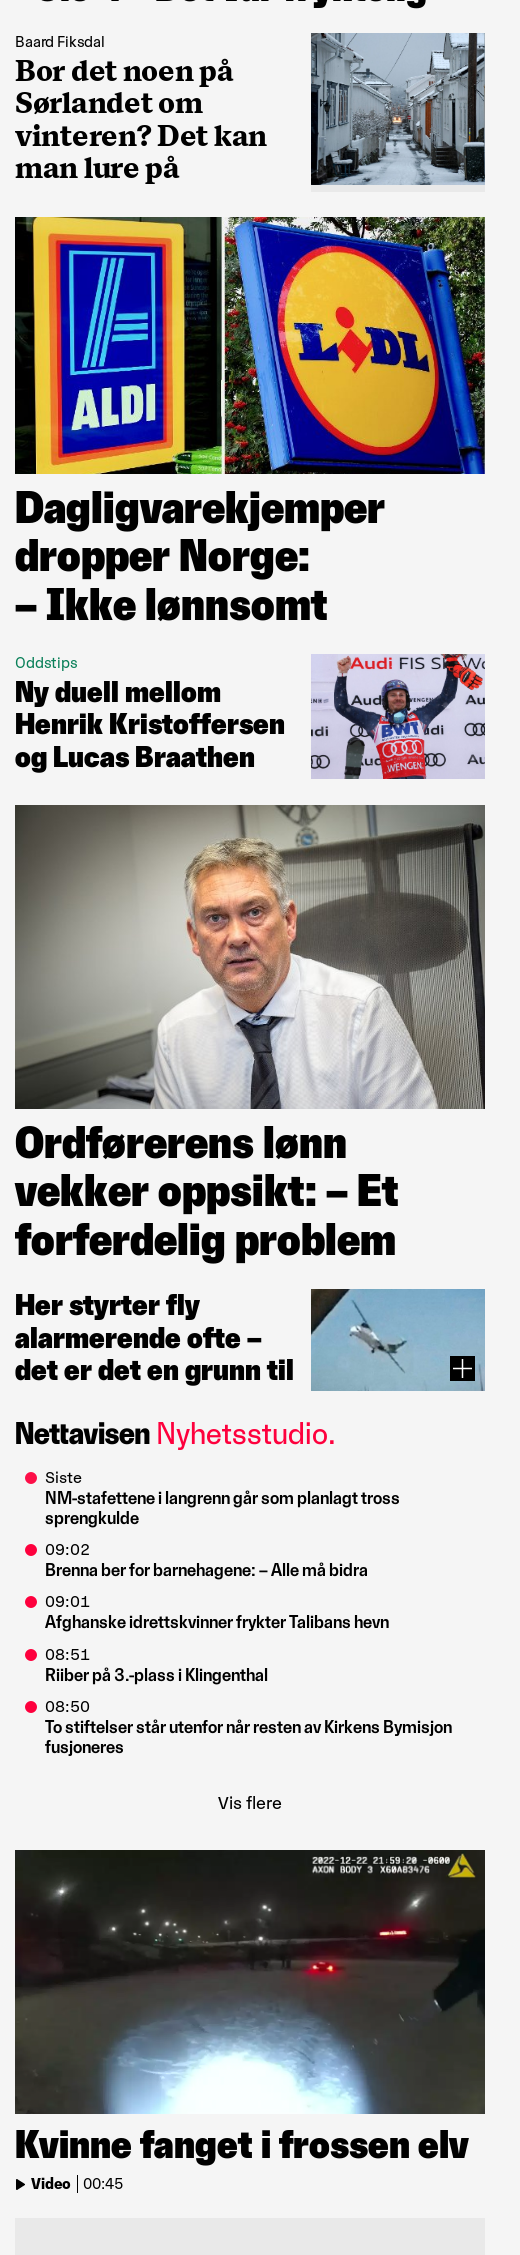 Baard Fiksdal
Bor det noen på
Sørlandet om
vinteren? Det kan
man lure på
ALDI
LiDL
Dagligvarekjemper
dropper Norge:
– Ikke lønnsomt
Oddstips
Ny duell mellom
Henrik Kristoffersen
og Lucas Braathen
Audi FIS
Audi
WENGEN
BWT
WENGEN
Ordførerens lønn
vekker oppsikt: – Et
forferdelig problem
Her styrter fly
alarmerende ofte –
det er det en grunn til
Nettavisen Nyhetsstudio.
Siste
NM-stafettene i langrenn går som planlagt tross
sprengkulde
09:02
Brenna ber for barnehagene: – Alle må bidra
09:01
Afghanske idrettskvinner frykter Talibans hevn
08:51
Riiber på 3.-plass i Klingenthal
08:50
To stiftelser står utenfor når resten av Kirkens Bymisjon
fusjoneres
Vis flere
2022-12-22 21:59:20 -0600
AXON BODY 3 X60A83476
Kvinne fanget i frossen elv
Video | 00:45